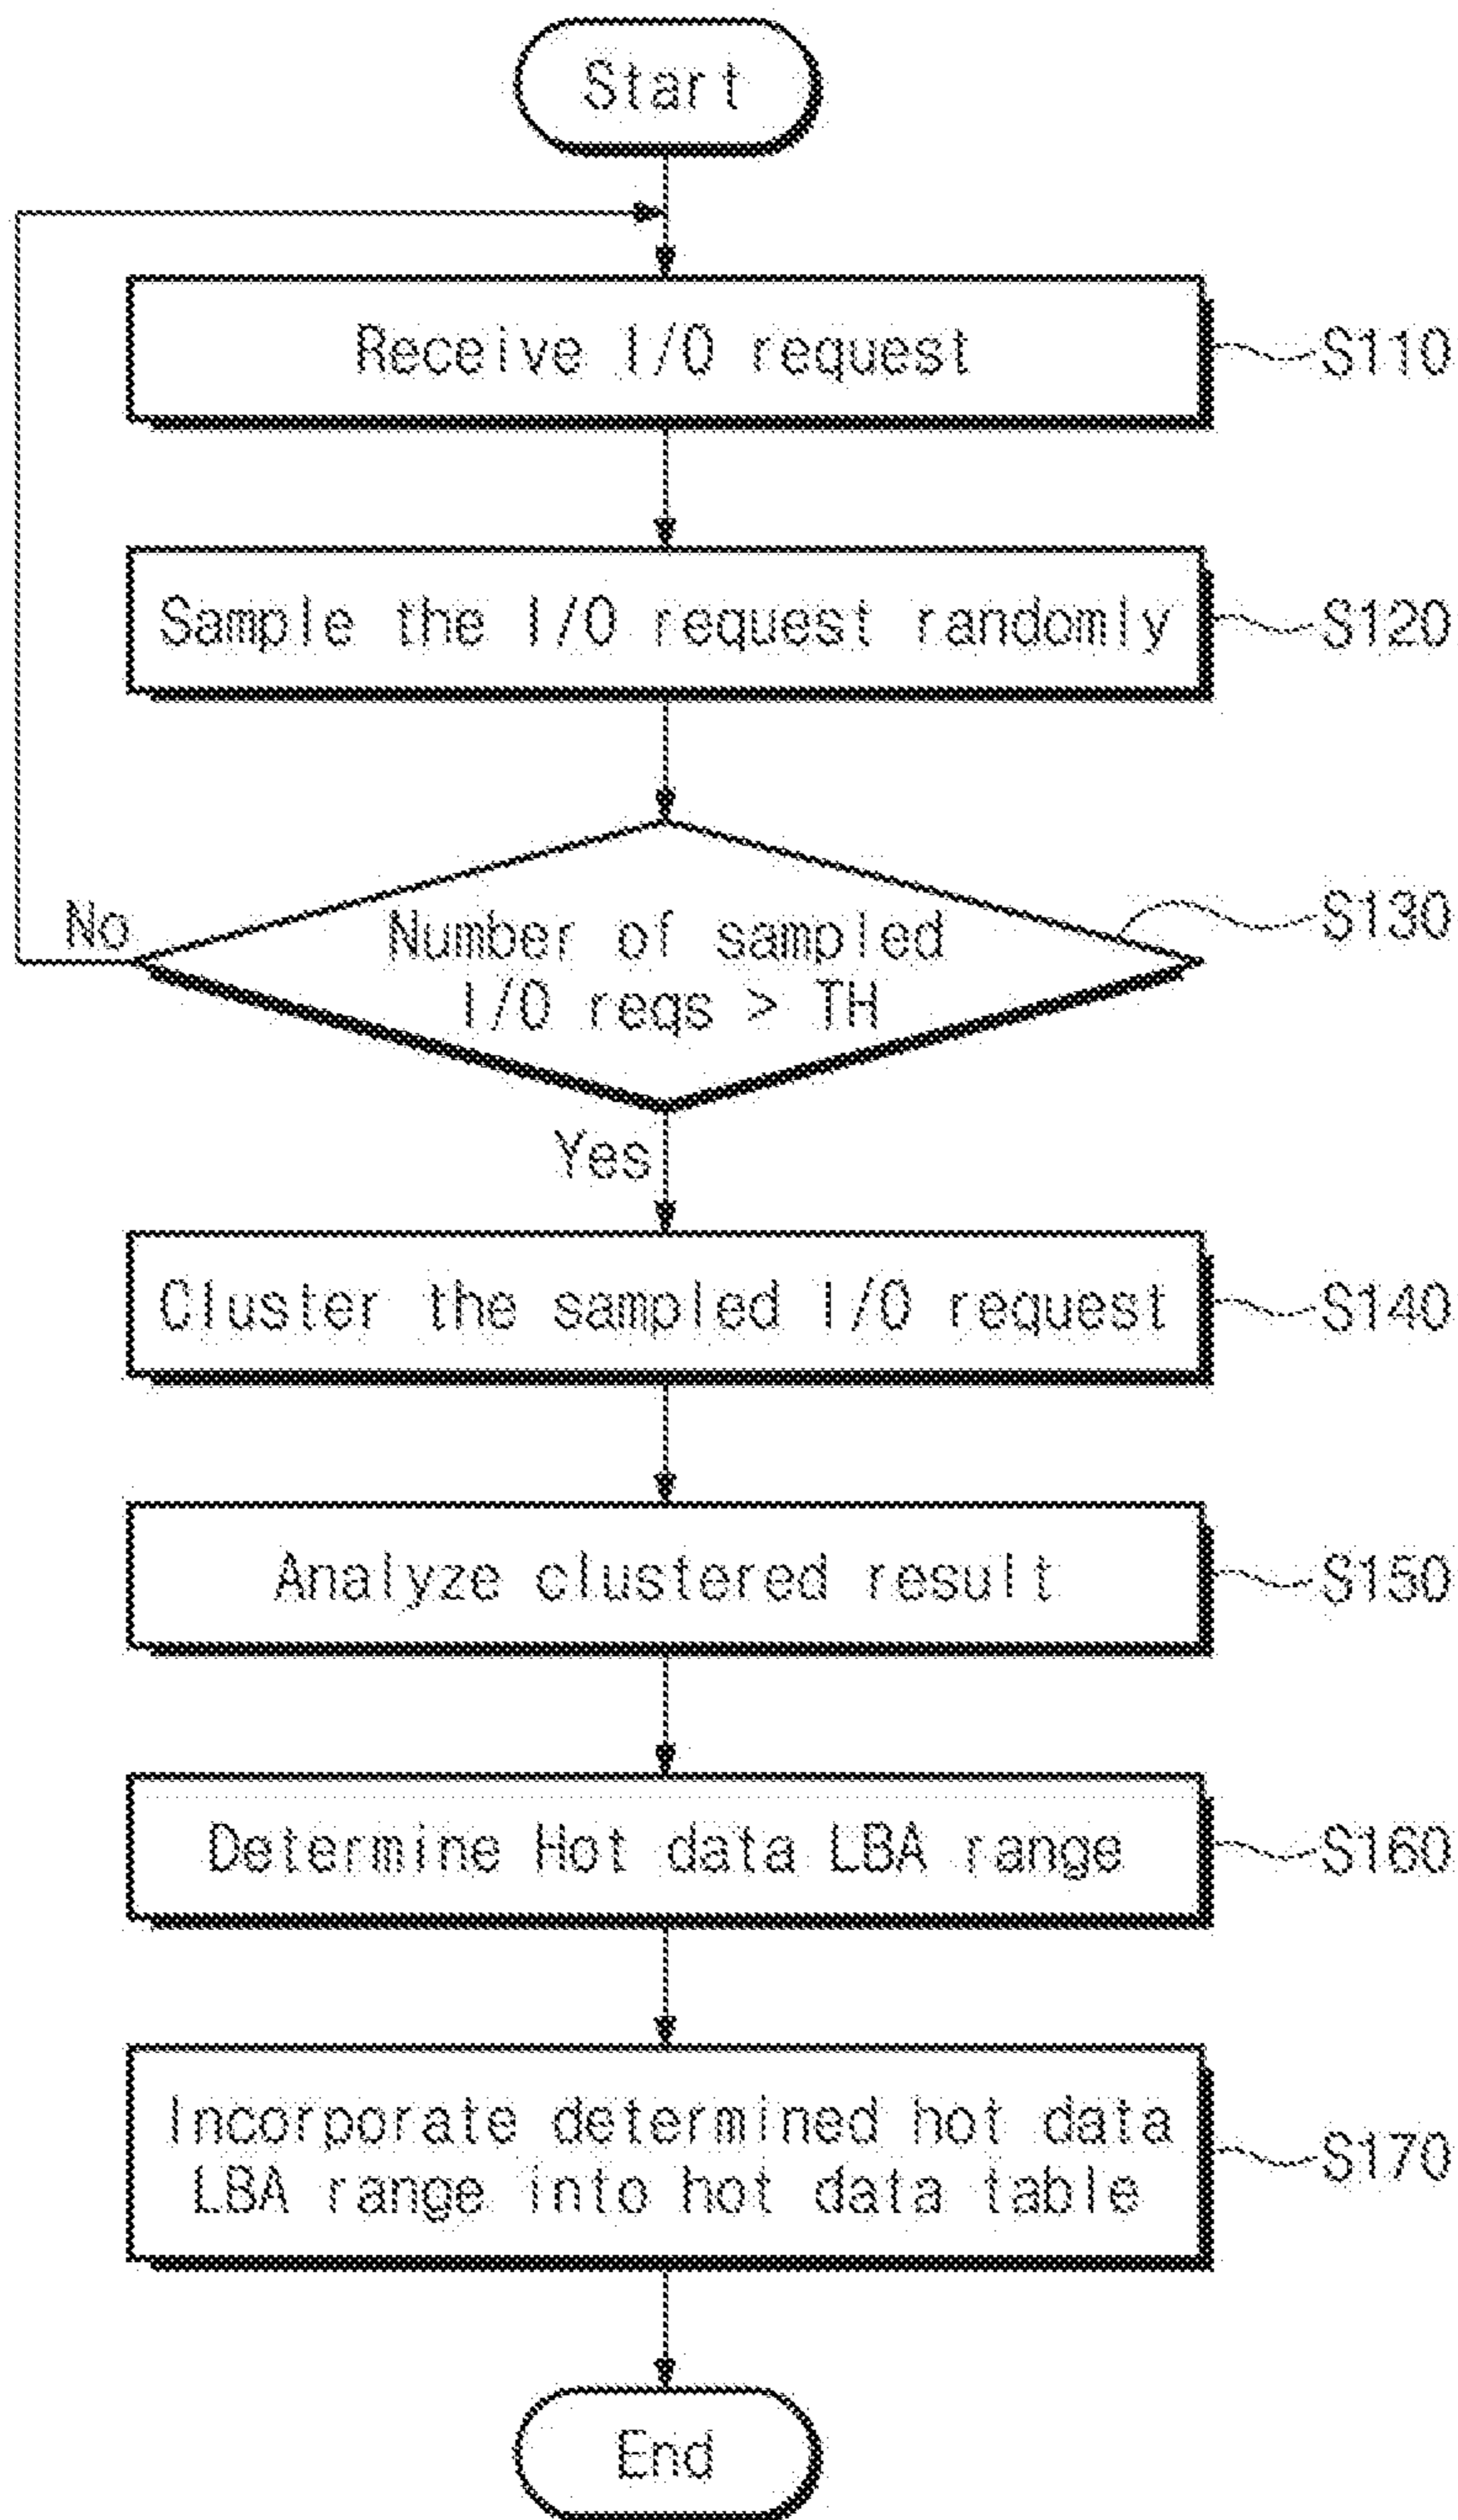 Start
Receive I/O request
S110
Sample the I/O request randomly
S120
Number of sampled
I/O reqs > TH
S130
No
Yes
Cluster the sampled I/O request
S140
Analyze clustered result
S150
Determine Hot data LBA range
S160
Incorporate determined hot data
LBA range into hot data table
S170
End